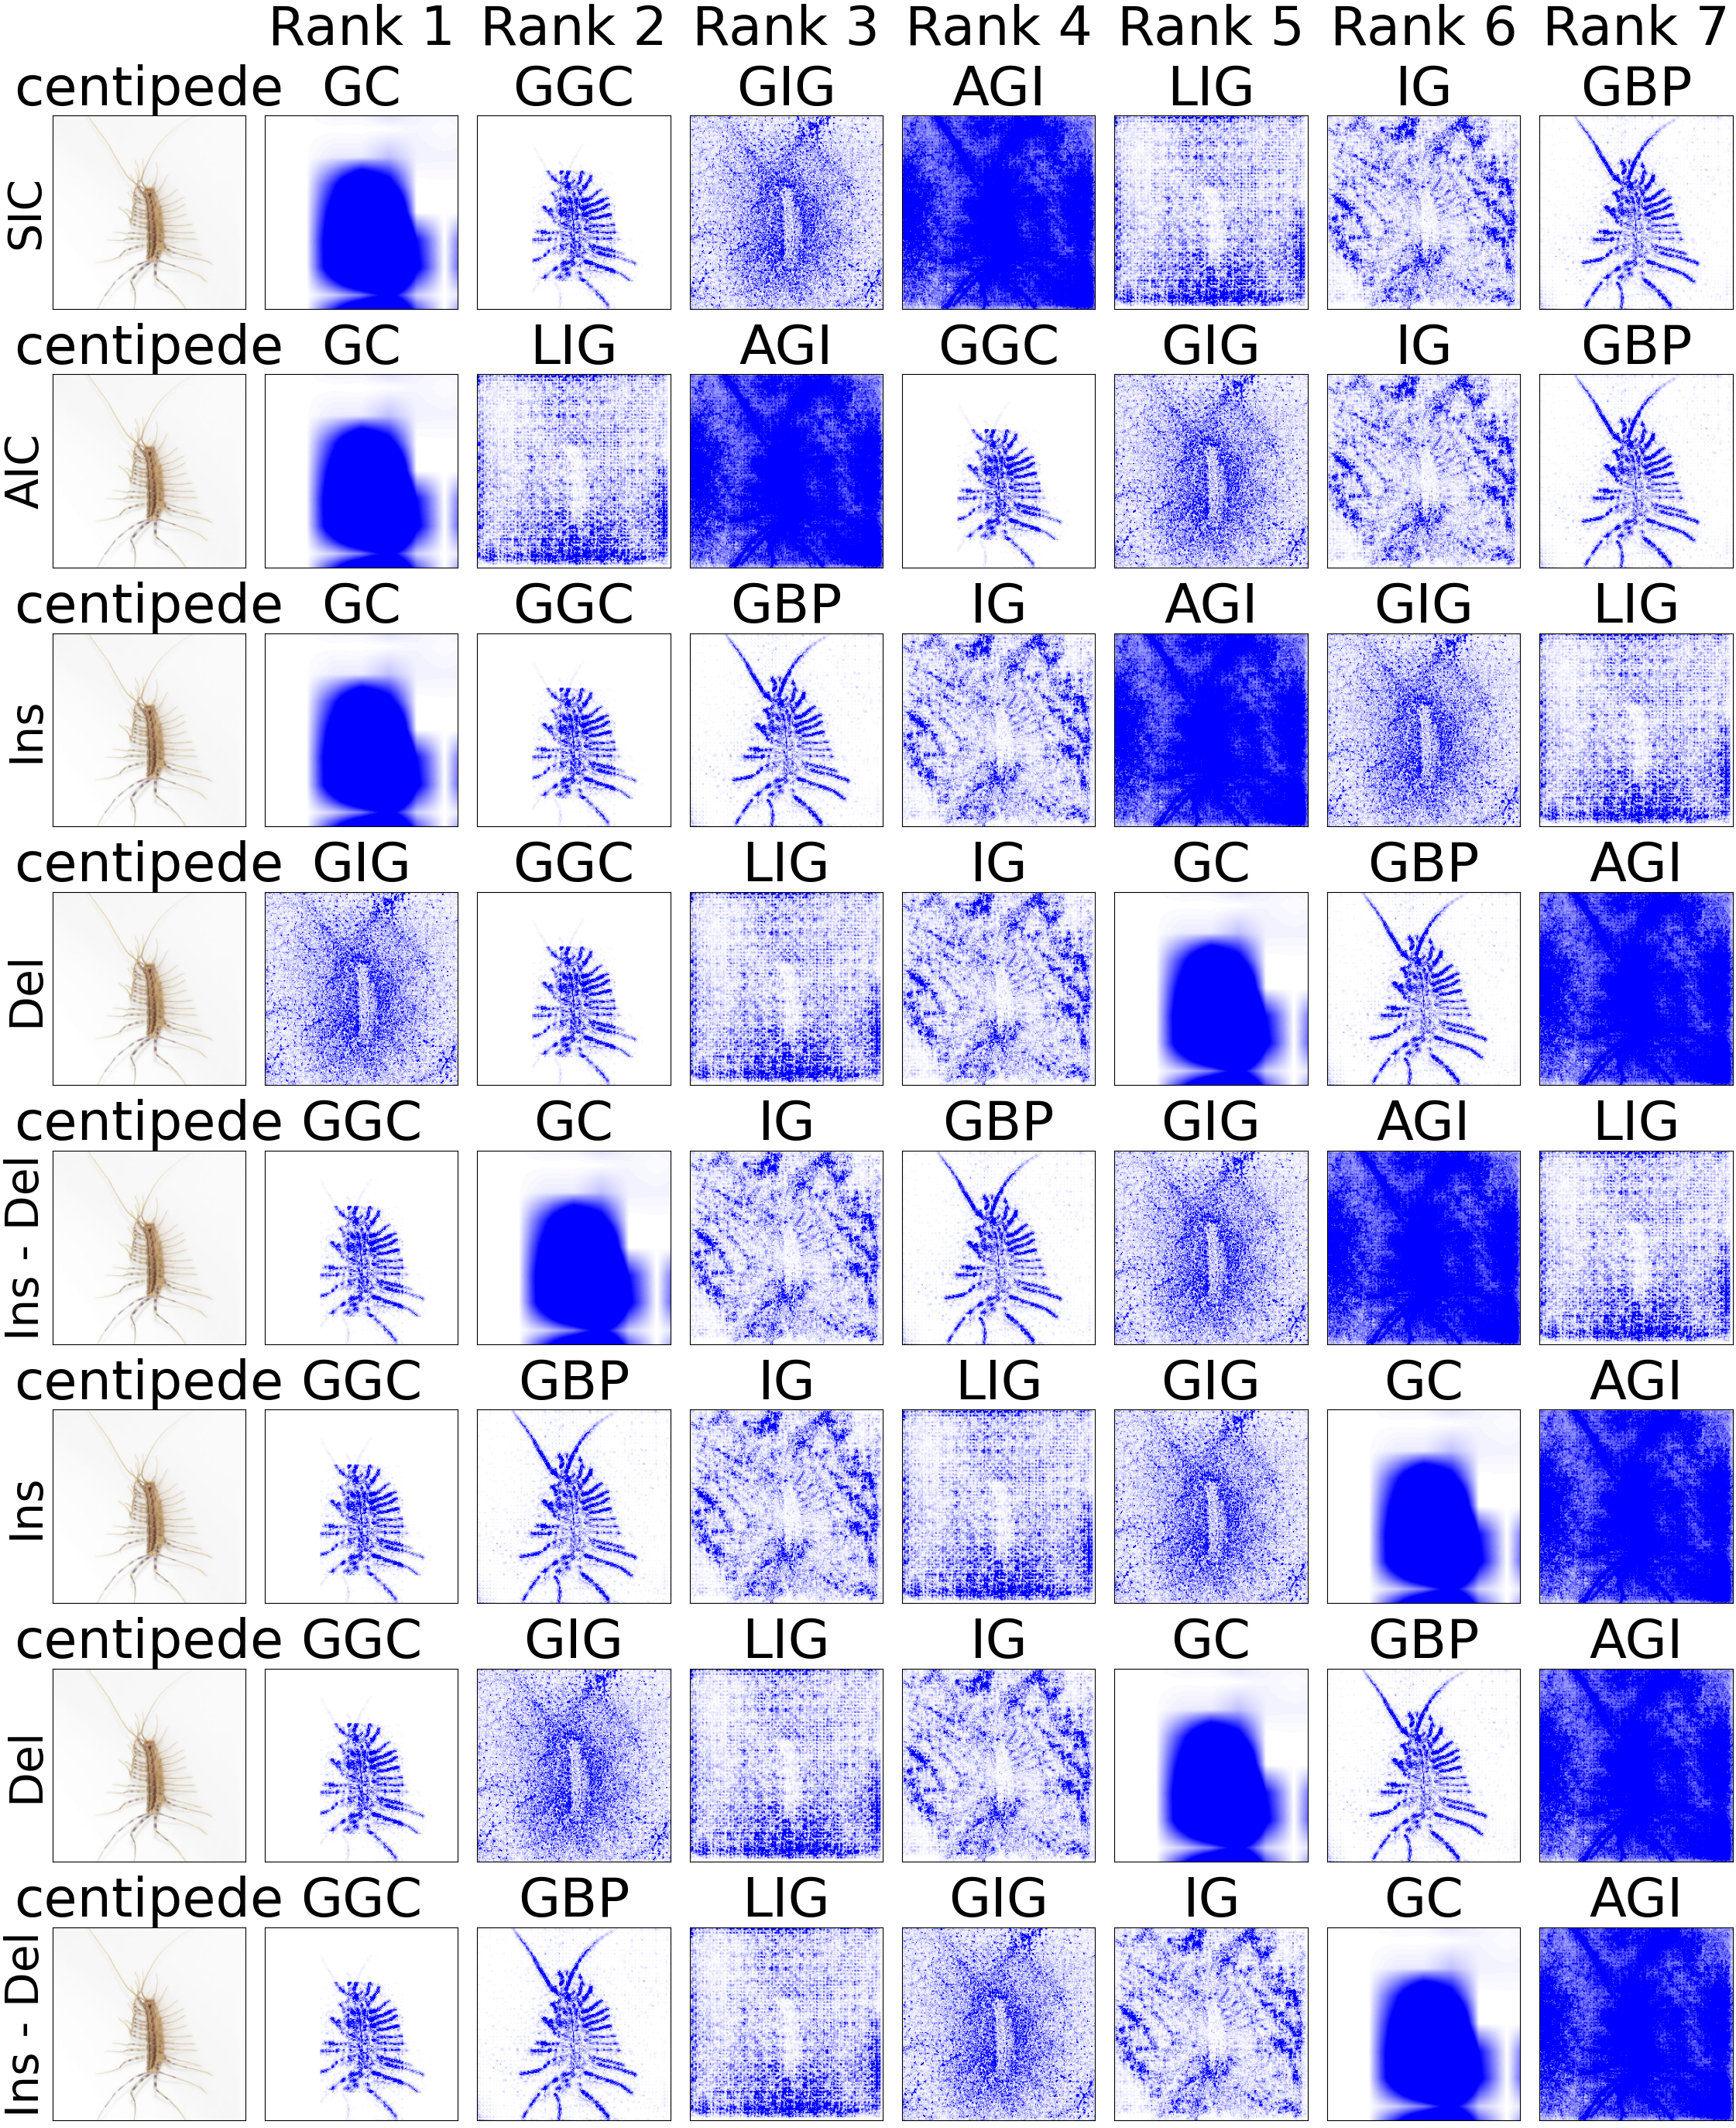 Rank 1 Rank 2 Rank 3 Rank 4 Rank 5 Rank 6 Rank 7
centipede GC GGC GIG AGI LIG IG GBP
SIC
centipede GC LIG AGI GGC GIG IG GBP
AIC
centipede GC GGC GBP IG AGI GIG LIG
Ins
centipede GIG GGC LIG IG GC GBP AGI
Del
centipede GGC GC IG GBP GIG AGI LIG
Ins - Del
centipede GGC GBP IG LIG GIG GC AGI
Ins
centipede GGC GIG LIG IG GC GBP AGI
Del
centipede GGC GBP LIG GIG IG GC AGI
Ins - Del